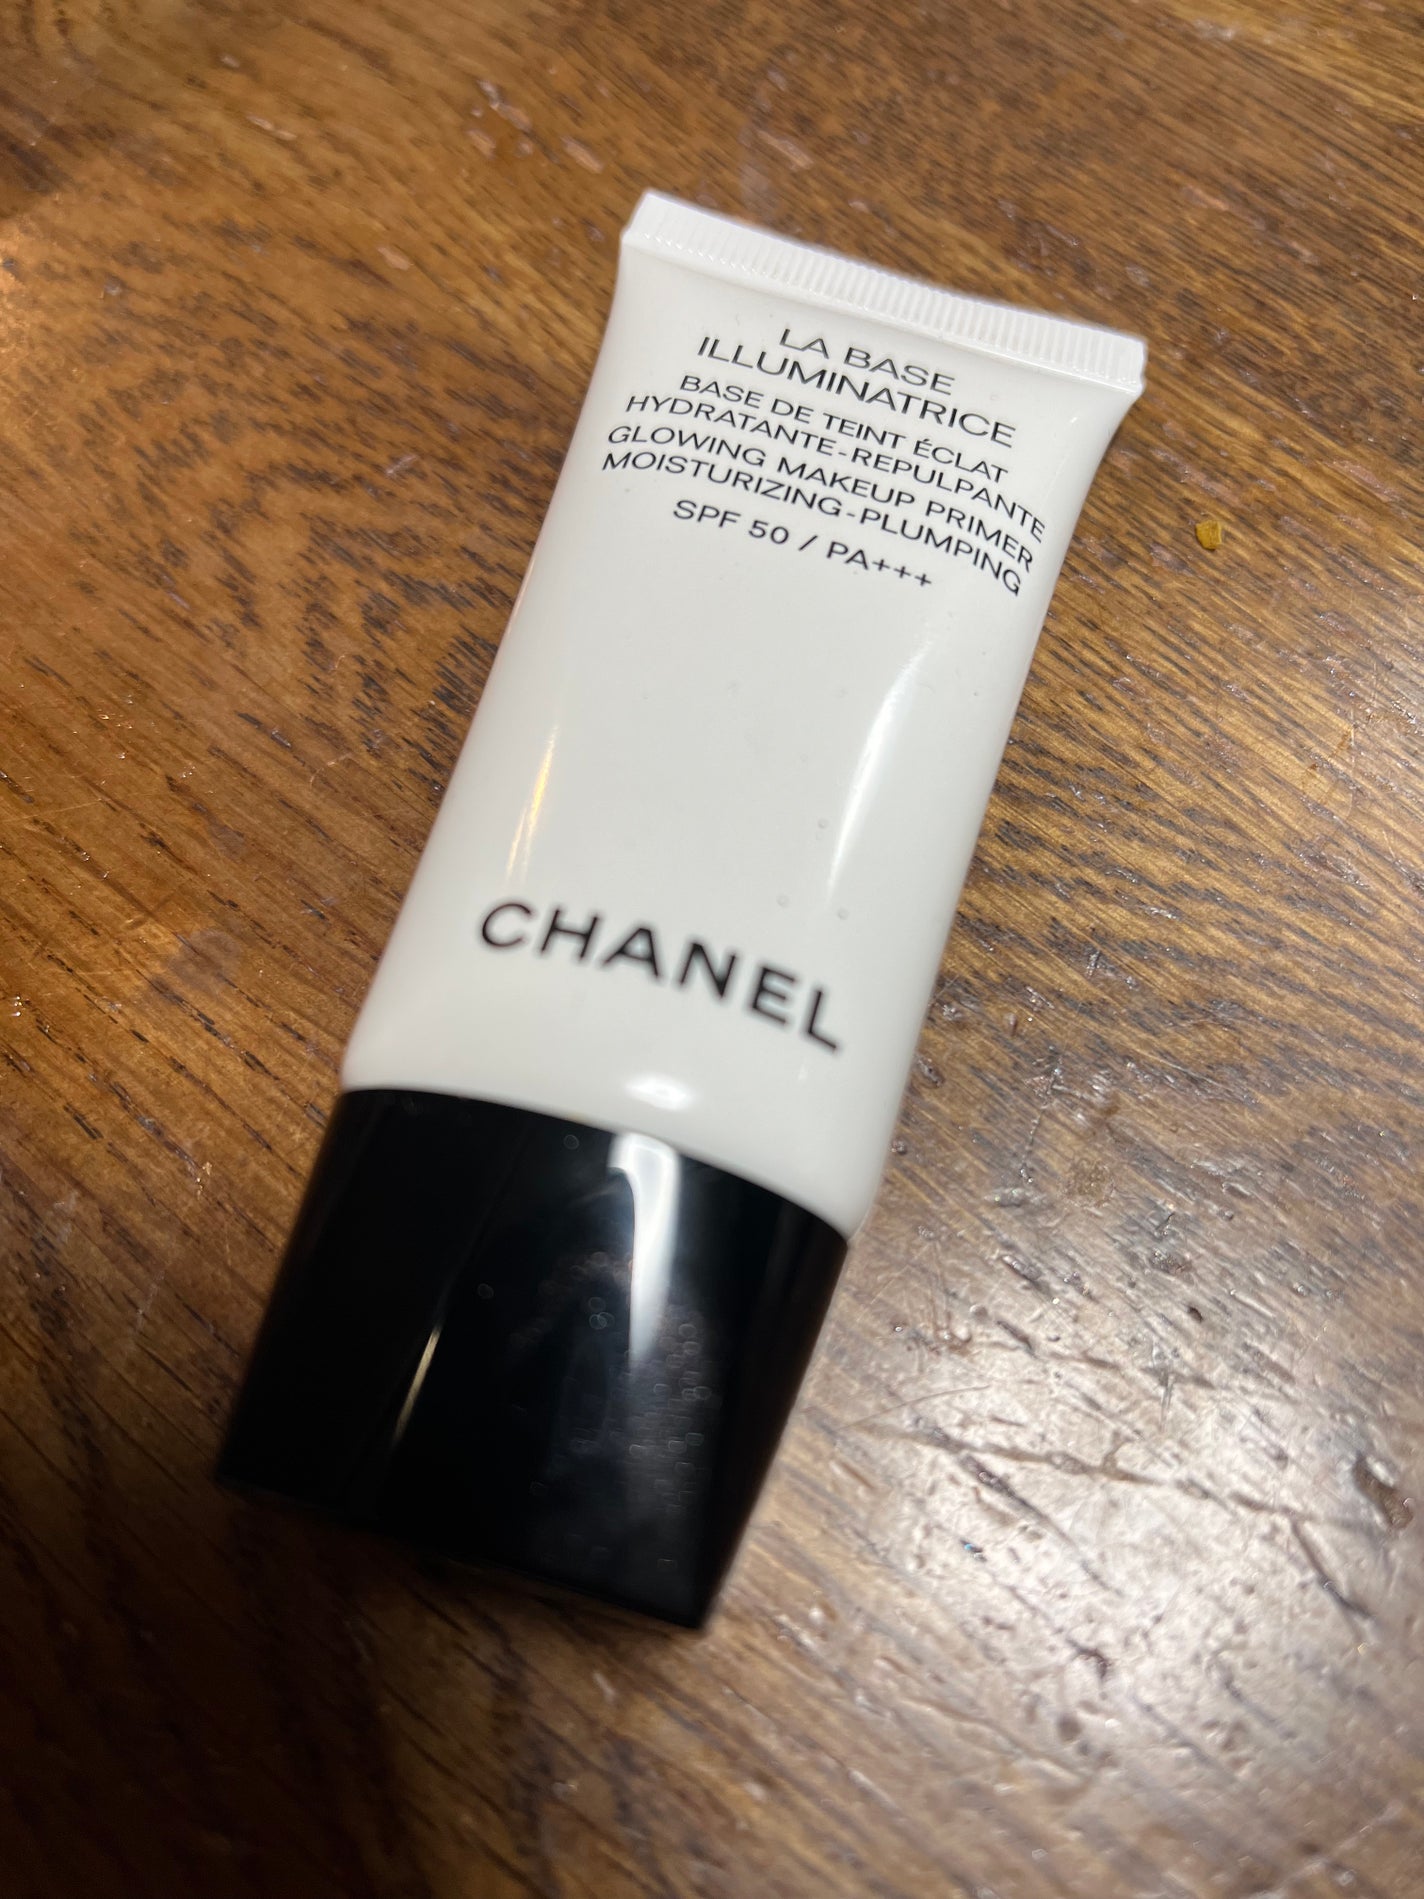 LA BASE
ILLUMINATRICE
BASE DE TEINT ÉCLAT
HYDRATANTE-REPULPANTE
GLOWING MAKEUP PRIMER
MOISTURIZING-PLUMPING
SPF 50 / PA+++
CHANEL